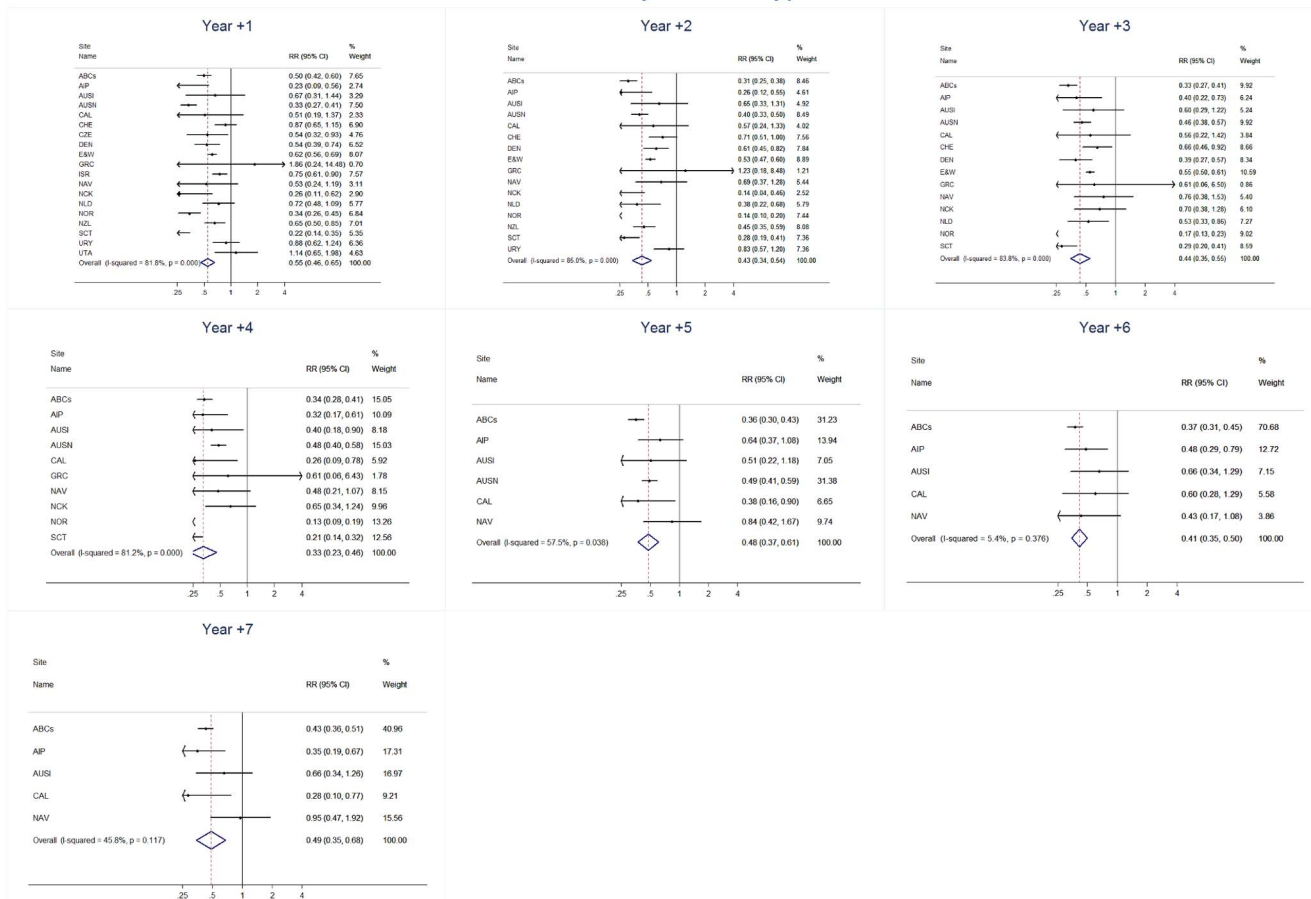 Year +1
Site %
Name RR (95% CI) Weight
ABCs 0.50 (0.42, 0.60) 7.65
AIP 0.23 (0.09, 0.56) 2.74
AUSI 0.67 (0.31, 1.44) 3.29
AUSN 0.33 (0.27, 0.41) 7.50
CAL 0.51 (0.19, 1.37) 2.33
CHE 0.87 (0.65, 1.15) 6.90
CZE 0.54 (0.32, 0.93) 4.76
DEN 0.54 (0.39, 0.74) 6.52
E&W 0.62 (0.56, 0.69) 8.07
GRC 1.86 (0.24, 14.48) 0.70
ISR 0.75 (0.61, 0.90) 7.57
NAV 0.53 (0.24, 1.19) 3.11
NCK 0.26 (0.11, 0.62) 2.90
NLD 0.72 (0.48, 1.09) 5.77
NOR 0.34 (0.26, 0.45) 6.84
NZL 0.65 (0.50, 0.85) 7.01
SCT 0.22 (0.14, 0.35) 5.35
URY 0.88 (0.62, 1.24) 6.36
UTA 1.14 (0.65, 1.98) 4.63
Overall (I-squared = 81.8%, p = 0.000) 0.55 (0.46, 0.65) 100.00
.25 .5 1 2 4
Year +2
Site %
Name RR (95% CI) Weight
ABCs 0.31 (0.25, 0.38) 8.46
AIP 0.26 (0.12, 0.55) 4.61
AUSI 0.65 (0.33, 1.31) 4.92
AUSN 0.40 (0.33, 0.50) 8.49
CAL 0.57 (0.24, 1.33) 4.02
CHE 0.71 (0.51, 1.00) 7.56
DEN 0.61 (0.45, 0.82) 7.84
E&W 0.53 (0.47, 0.60) 8.89
GRC 1.23 (0.18, 8.48) 1.21
NAV 0.69 (0.37, 1.28) 5.44
NCK 0.14 (0.04, 0.46) 2.52
NLD 0.38 (0.22, 0.68) 5.79
NOR 0.14 (0.10, 0.20) 7.44
NZL 0.45 (0.35, 0.59) 8.08
SCT 0.28 (0.19, 0.41) 7.36
URY 0.83 (0.57, 1.20) 7.36
Overall (I-squared = 85.0%, p = 0.000) 0.43 (0.34, 0.54) 100.00
.25 .5 1 2 4
Year +3
Site %
Name RR (95% CI) Weight
ABCs 0.33 (0.27, 0.41) 9.92
AIP 0.40 (0.22, 0.73) 6.24
AUSI 0.60 (0.29, 1.22) 5.24
AUSN 0.46 (0.38, 0.57) 9.92
CAL 0.56 (0.22, 1.42) 3.84
CHE 0.66 (0.46, 0.92) 8.66
DEN 0.39 (0.27, 0.57) 8.34
E&W 0.55 (0.50, 0.61) 10.59
GRC 0.61 (0.06, 6.50) 0.86
NAV 0.76 (0.38, 1.53) 5.40
NCK 0.70 (0.38, 1.28) 6.10
NLD 0.53 (0.33, 0.86) 7.27
NOR 0.17 (0.13, 0.23) 9.02
SCT 0.29 (0.20, 0.41) 8.59
Overall (I-squared = 83.8%, p = 0.000) 0.44 (0.35, 0.55) 100.00
.25 .5 1 2 4
Year +4
Site %
Name RR (95% CI) Weight
ABCs 0.34 (0.28, 0.41) 15.05
AIP 0.32 (0.17, 0.61) 10.09
AUSI 0.40 (0.18, 0.90) 8.18
AUSN 0.48 (0.40, 0.58) 15.03
CAL 0.26 (0.09, 0.78) 5.92
GRC 0.61 (0.06, 6.43) 1.78
NAV 0.48 (0.21, 1.07) 8.15
NCK 0.65 (0.34, 1.24) 9.96
NOR 0.13 (0.09, 0.19) 13.26
SCT 0.21 (0.14, 0.32) 12.56
Overall (I-squared = 81.2%, p = 0.000) 0.33 (0.23, 0.46) 100.00
.25 .5 1 2 4
Year +5
Site %
Name RR (95% CI) Weight
ABCs 0.36 (0.30, 0.43) 31.23
AIP 0.64 (0.37, 1.08) 13.94
AUSI 0.51 (0.22, 1.18) 7.05
AUSN 0.49 (0.41, 0.59) 31.38
CAL 0.38 (0.16, 0.90) 6.65
NAV 0.84 (0.42, 1.67) 9.74
Overall (I-squared = 57.5%, p = 0.038) 0.48 (0.37, 0.61) 100.00
.25 .5 1 2 4
Year +6
Site %
Name RR (95% CI) Weight
ABCs 0.37 (0.31, 0.45) 70.68
AIP 0.48 (0.29, 0.79) 12.72
AUSI 0.66 (0.34, 1.29) 7.15
CAL 0.60 (0.28, 1.29) 5.58
NAV 0.43 (0.17, 1.08) 3.86
Overall (I-squared = 5.4%, p = 0.376) 0.41 (0.35, 0.50) 100.00
.25 .5 1 2 4
Year +7
Site %
Name RR (95% CI) Weight
ABCs 0.43 (0.36, 0.51) 40.96
AIP 0.35 (0.19, 0.67) 17.31
AUSI 0.66 (0.34, 1.26) 16.97
CAL 0.28 (0.10, 0.77) 9.21
NAV 0.95 (0.47, 1.92) 15.56
Overall (I-squared = 45.8%, p = 0.117) 0.49 (0.35, 0.68) 100.00
.25 .5 1 2 4